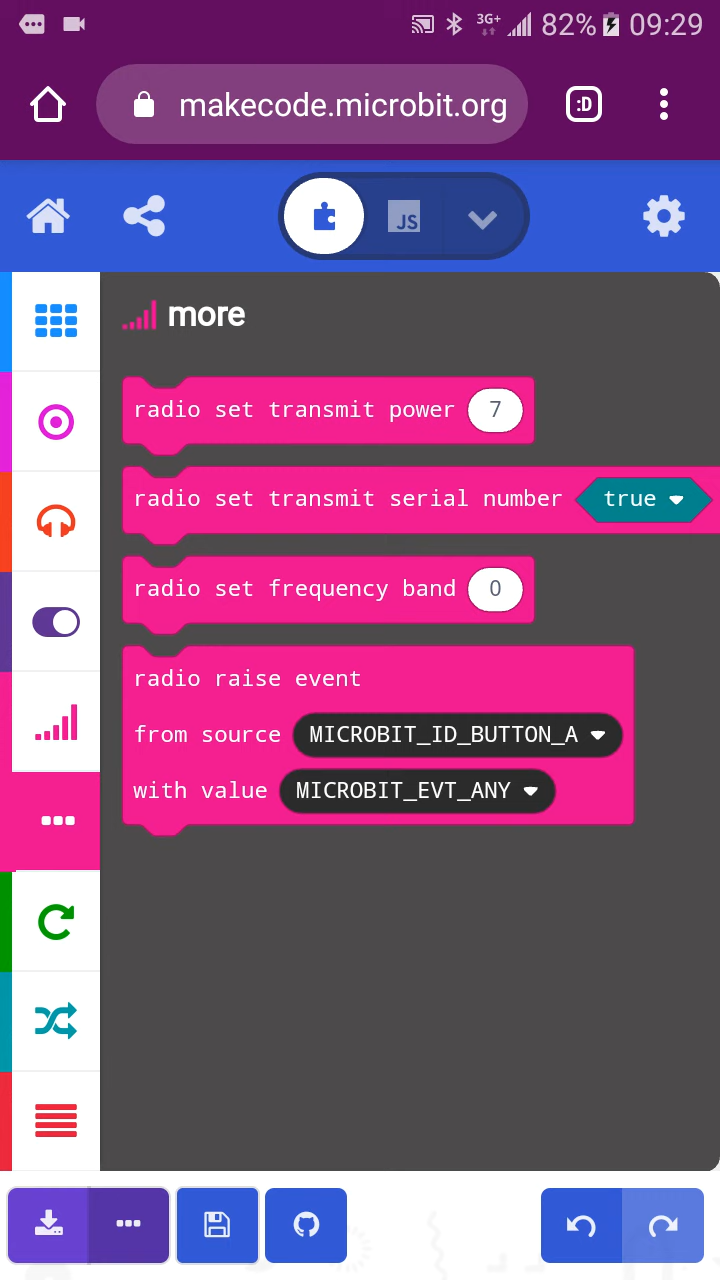 3G+ 82% 09:29
makecode.microbit.org :D
JS
more
radio set transmit power 7
radio set transmit serial number true
radio set frequency band 0
radio raise event
from source MICROBIT_ID_BUTTON_A
with value MICROBIT_EVT_ANY